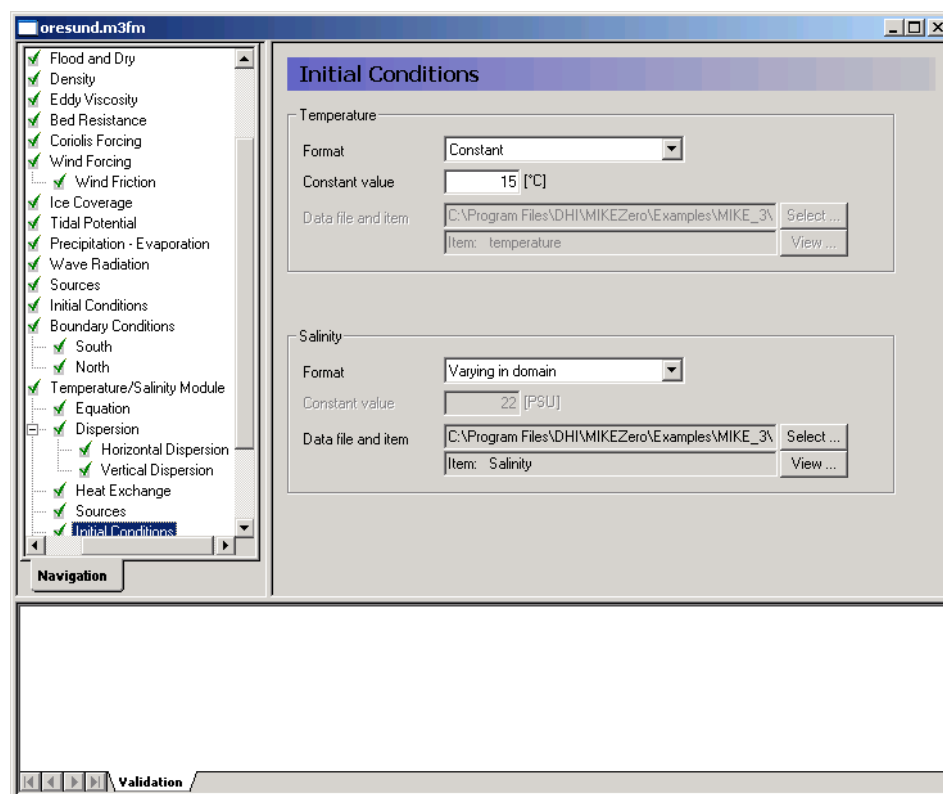 oresund.m3fm
Flood and Dry
Density
Eddy Viscosity
Bed Resistance
Coriolis Forcing
Wind Forcing
Wind Friction
Ice Coverage
Tidal Potential
Precipitation - Evaporation
Wave Radiation
Sources
Initial Conditions
Boundary Conditions
South
North
Temperature/Salinity Module
Equation
Dispersion
Horizontal Dispersion
Vertical Dispersion
Heat Exchange
Sources
Initial Conditions
Navigation
Initial Conditions
Temperature
Format Constant
Constant value 15 [°C]
Data file and item C:\Program Files\DHI\MIKEZero\Examples\MIKE_3\ Select ...
Item: temperature View ...
Salinity
Format Varying in domain
Constant value 22 [PSU]
Data file and item C:\Program Files\DHI\MIKEZero\Examples\MIKE_3\ Select ...
Item: Salinity View ...
Validation